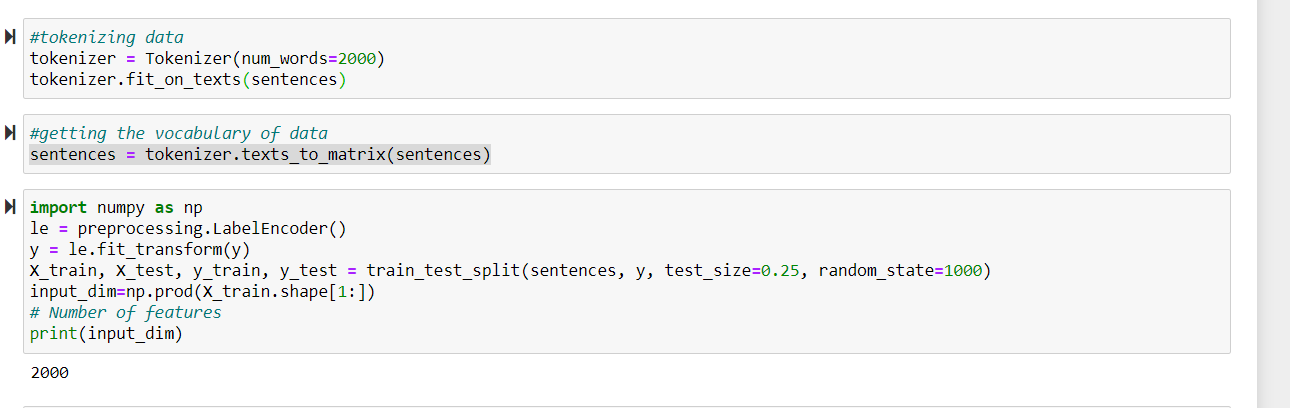 #tokenizing data
tokenizer = Tokenizer(num_words=2000)
tokenizer.fit_on_texts(sentences)
#getting the vocabulary of data
sentences = tokenizer.texts_to_matrix(sentences)
import numpy as np
le = preprocessing.LabelEncoder()
y = le.fit_transform(y)
X_train, X_test, y_train, y_test = train_test_split(sentences, y, test_size=0.25, random_state=1000)
input_dim=np.prod(X_train.shape[1:])
# Number of features
print(input_dim)
2000